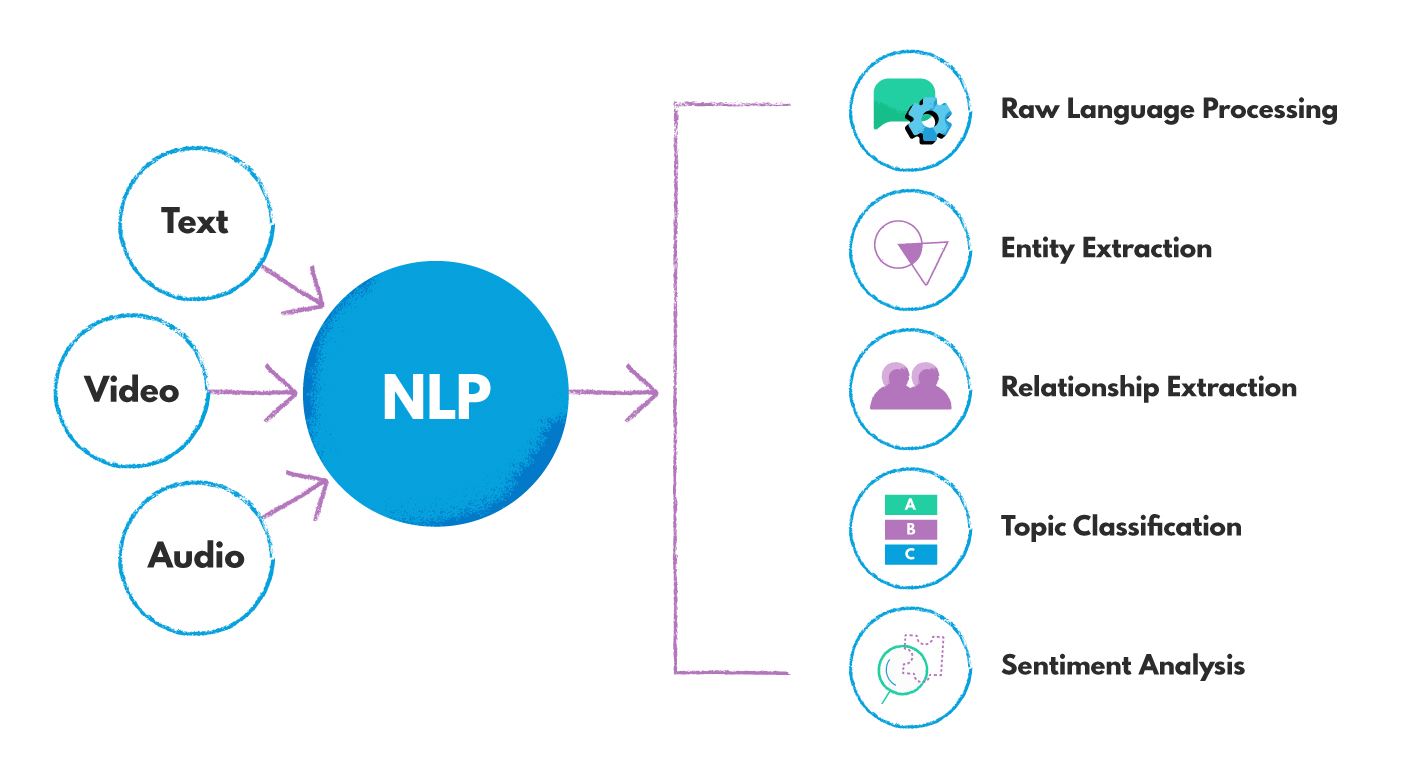 Text
Video
Audio
NLP
Raw Language Processing
Entity Extraction
Relationship Extraction
A
B
C
Topic Classification
Sentiment Analysis